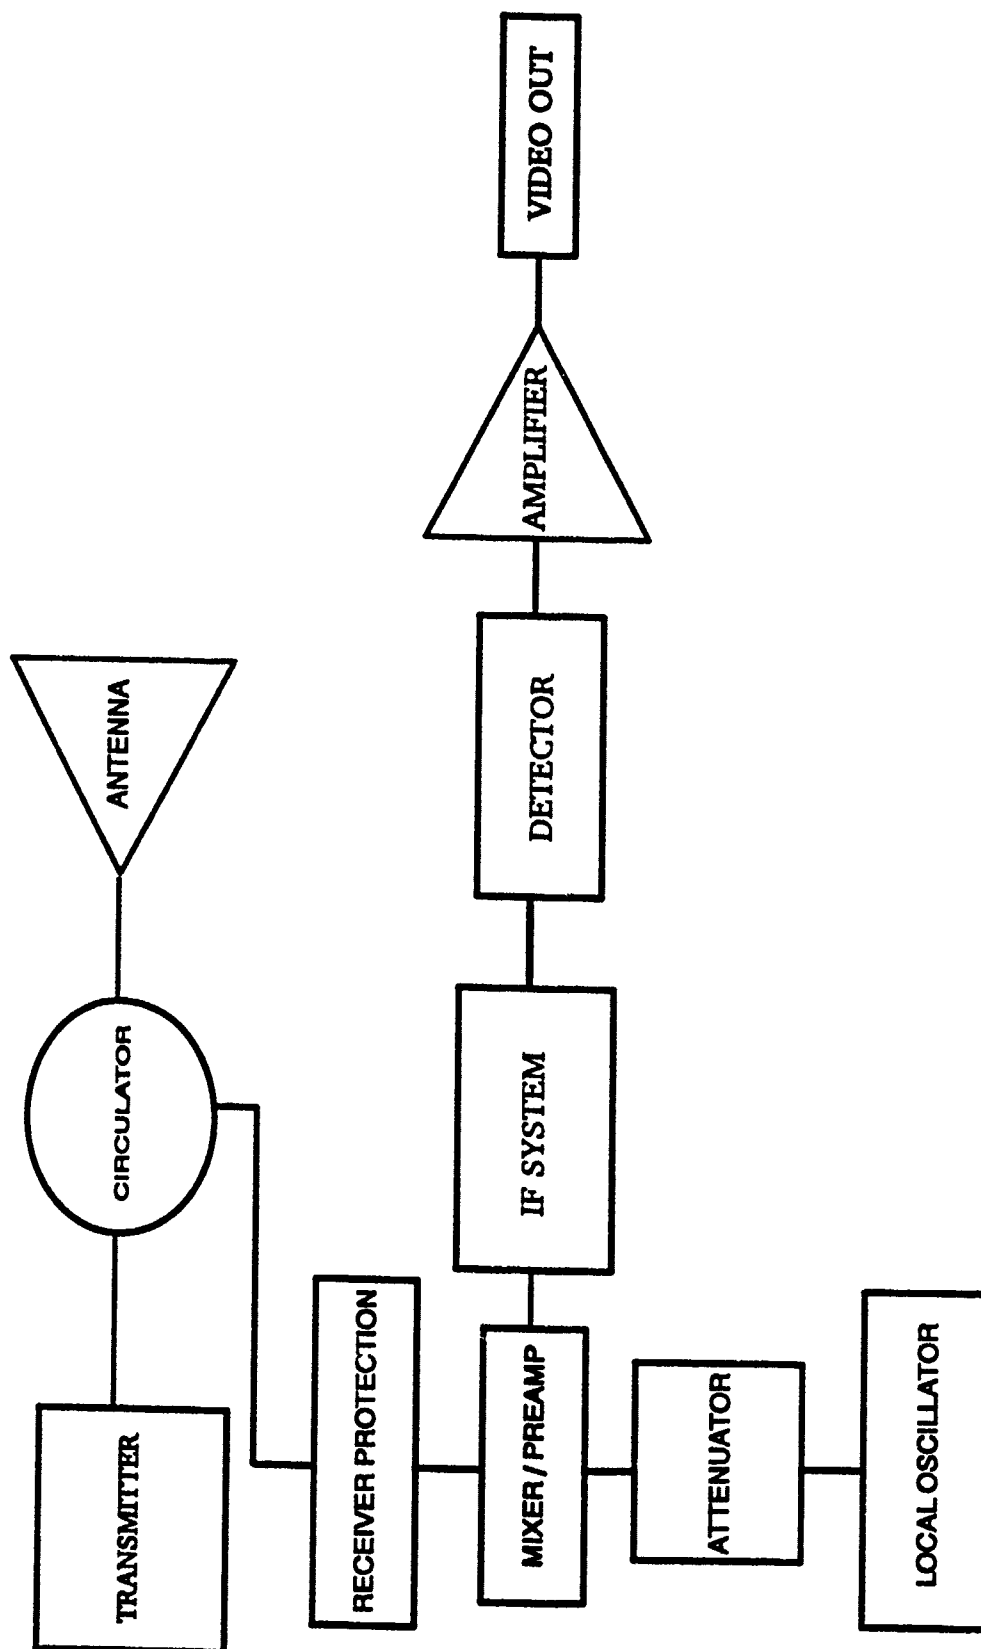 TRANSMITTER
CIRCULATOR
ANTENNA
RECEIVER PROTECTION
MIXER / PREAMP
IF SYSTEM
DETECTOR
AMPLIFIER
VIDEO OUT
ATTENUATOR
LOCAL OSCILLATOR